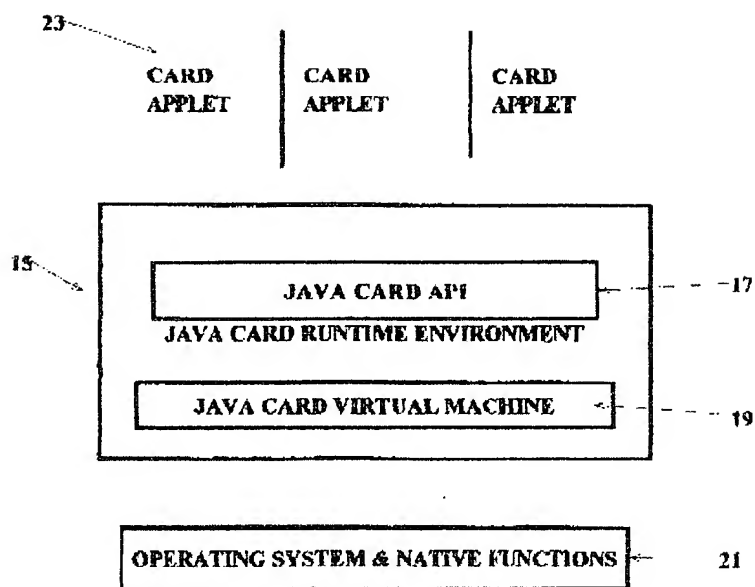 23
CARD CARD CARD
APPLET APPLET APPLET
15
JAVA CARD API
17
JAVA CARD RUNTIME ENVIRONMENT
JAVA CARD VIRTUAL MACHINE
19
OPERATING SYSTEM & NATIVE FUNCTIONS
21